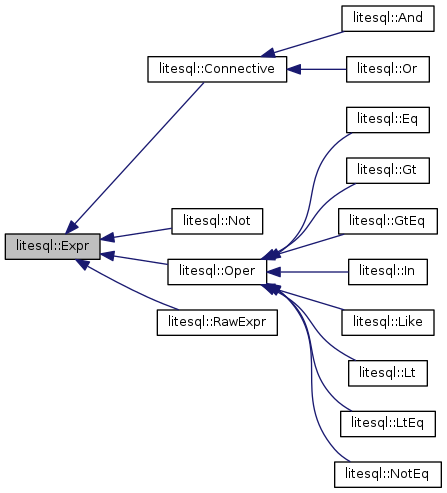 litesql::And
litesql::Connective
litesql::Or
litesql::Eq
litesql::Gt
litesql::Not
litesql::GtEq
litesql::Expr
litesql::Oper
litesql::In
litesql::RawExpr
litesql::Like
litesql::Lt
litesql::LtEq
litesql::NotEq